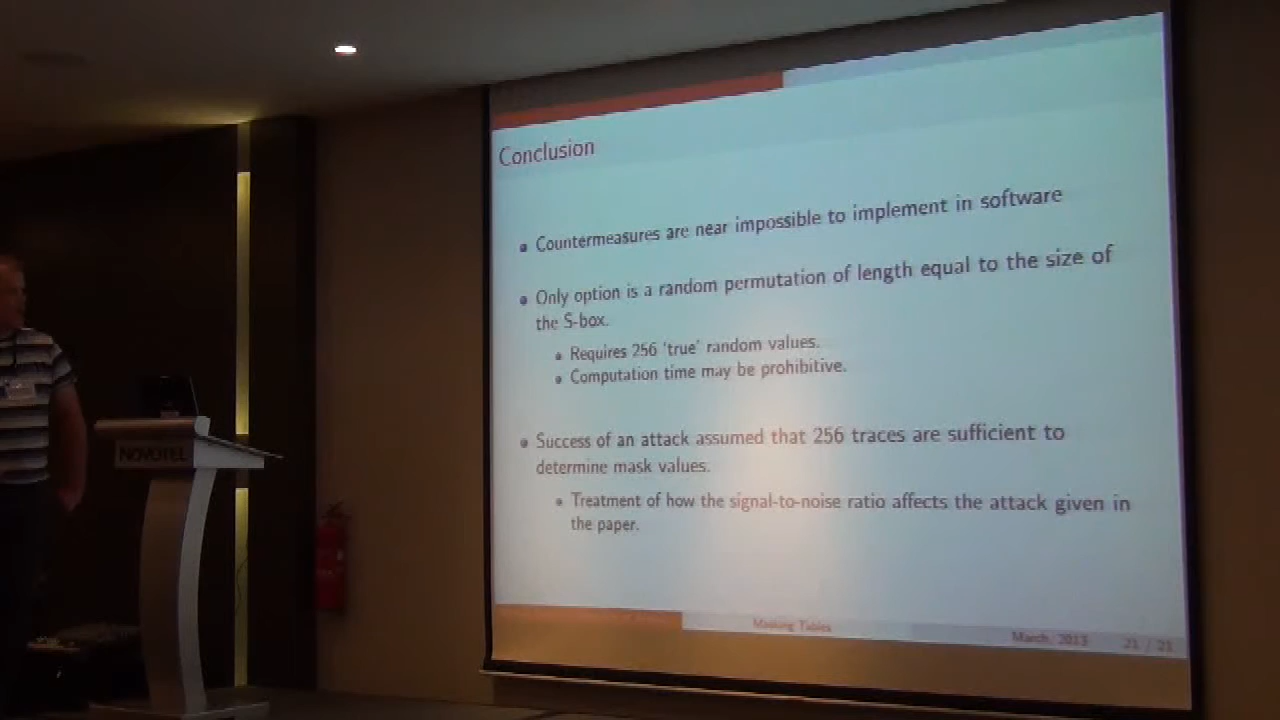 Conclusion
Countermeasures are near impossible to implement in software
Only option is a random permutation of length equal to the size of
the S-box.
Requires 256 'true' random values.
Computation time may be prohibitive.
Success of an attack assumed that 256 traces are sufficient to
determine mask values.
Treatment of how the signal-to-noise ratio affects the attack given in
the paper.
Masking Tables
March, 2013
21 / 21
NOVOTEL